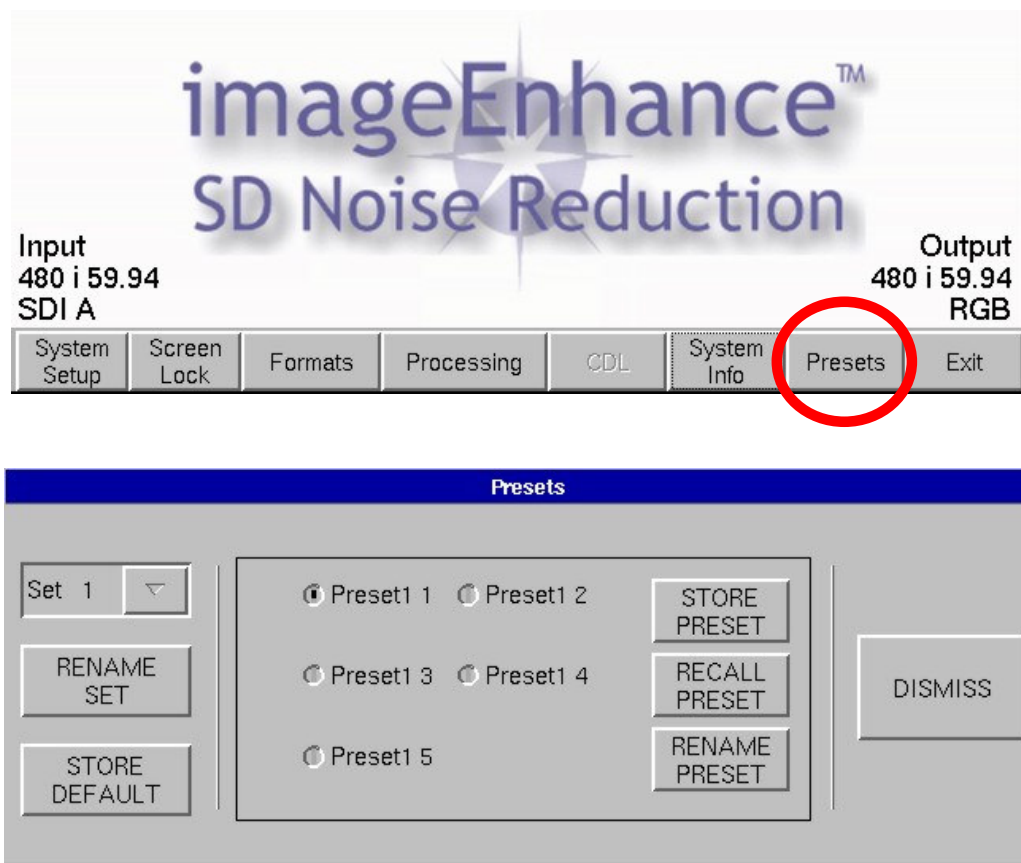 imageEnhance™
SD Noise Reduction
Input
480 i 59.94
SDI A
Output
480 i 59.94
RGB
System Setup
Screen Lock
Formats
Processing
CDL
System Info
Presets
Exit
Presets
Set 1
RENAME SET
STORE DEFAULT
Preset1 1
Preset1 2
Preset1 3
Preset1 4
Preset1 5
STORE PRESET
RECALL PRESET
RENAME PRESET
DISMISS